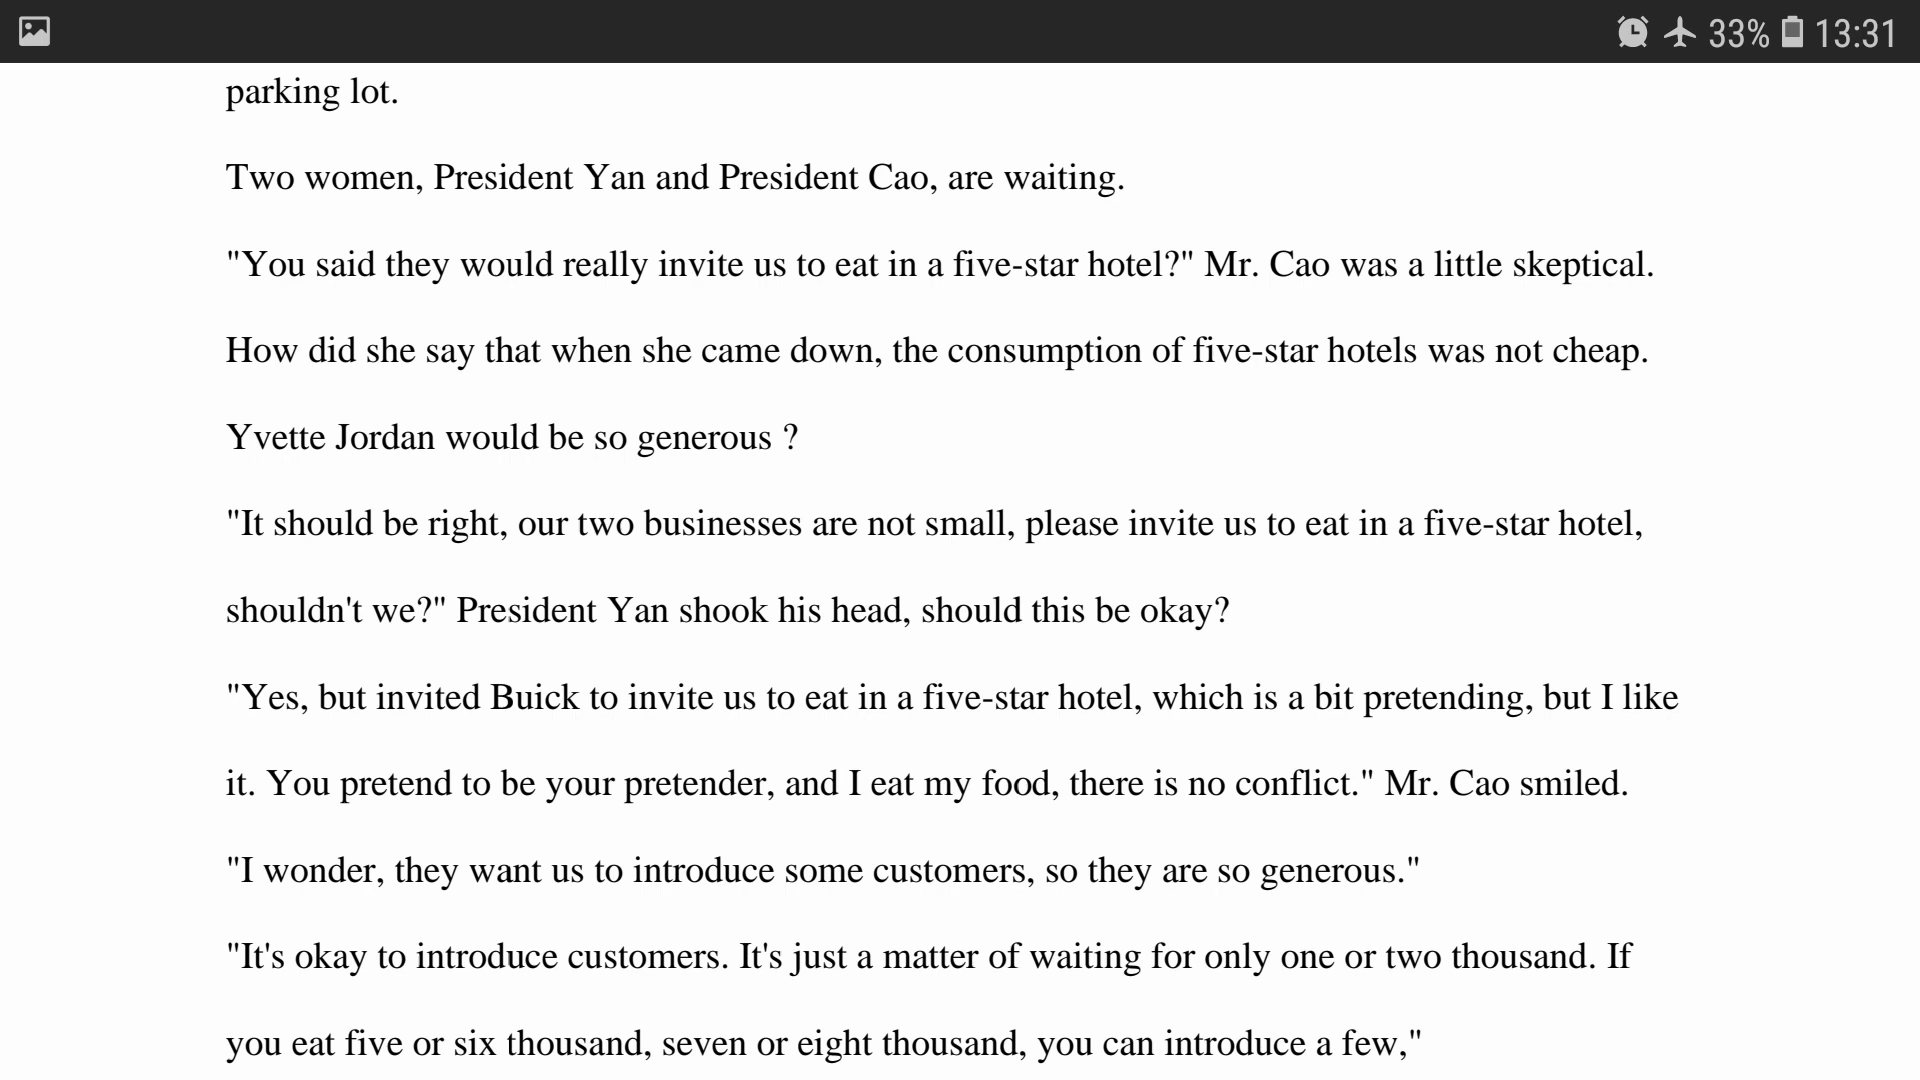 33% 13:31
parking lot.
Two women, President Yan and President Cao, are waiting.
"You said they would really invite us to eat in a five-star hotel?" Mr. Cao was a little skeptical.
How did she say that when she came down, the consumption of five-star hotels was not cheap.
Yvette Jordan would be so generous ?
"It should be right, our two businesses are not small, please invite us to eat in a five-star hotel,
shouldn't we?" President Yan shook his head, should this be okay?
"Yes, but invited Buick to invite us to eat in a five-star hotel, which is a bit pretending, but I like
it. You pretend to be your pretender, and I eat my food, there is no conflict." Mr. Cao smiled.
"I wonder, they want us to introduce some customers, so they are so generous."
"It's okay to introduce customers. It's just a matter of waiting for only one or two thousand. If
you eat five or six thousand, seven or eight thousand, you can introduce a few,"